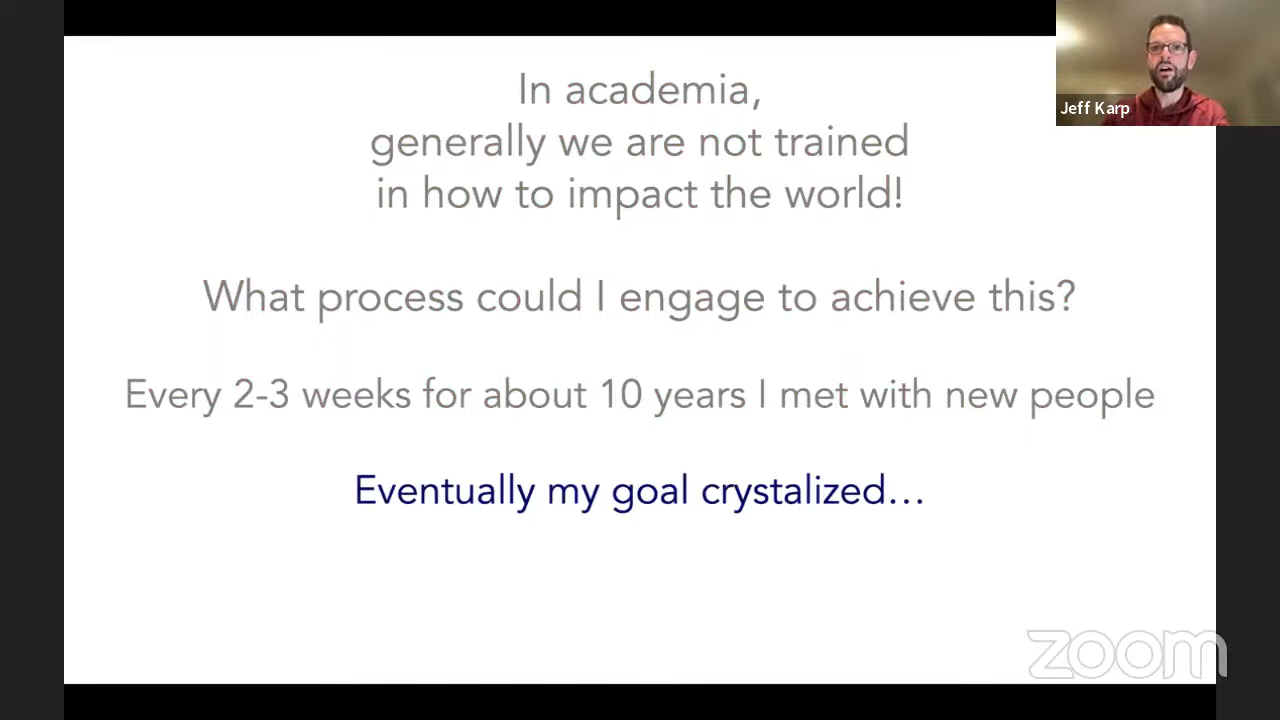 In academia,
generally we are not trained
in how to impact the world!
What process could I engage to achieve this?
Every 2-3 weeks for about 10 years I met with new people
Eventually my goal crystalized…
Jeff Karp
zoom